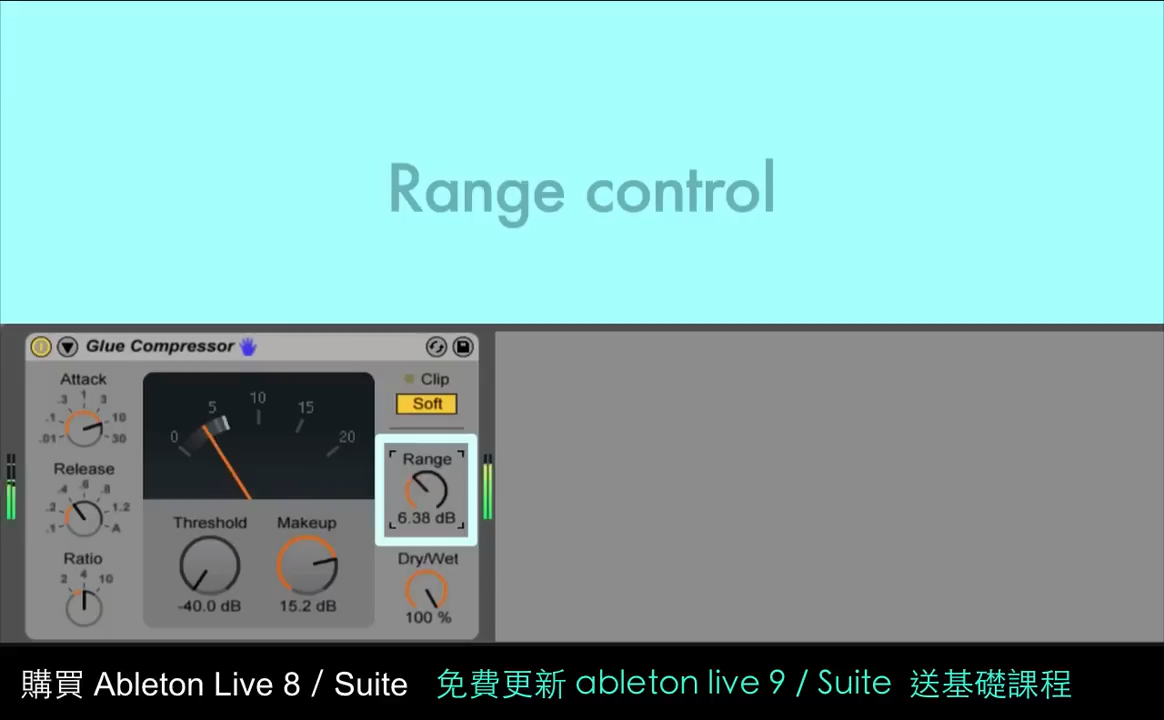 Range control
Glue Compressor
Attack
.01 .1 .3 1 3 10 30
Release
.1 .2 .4 .6 .8 1.2 A
Ratio
2 4 10
0 5 10 15 20
Threshold
-40.0 dB
Makeup
15.2 dB
Clip
Soft
Range
6.38 dB
Dry/Wet
100 %
購買 Ableton Live 8 / Suite 免費更新 ableton live 9 / Suite 送基礎課程